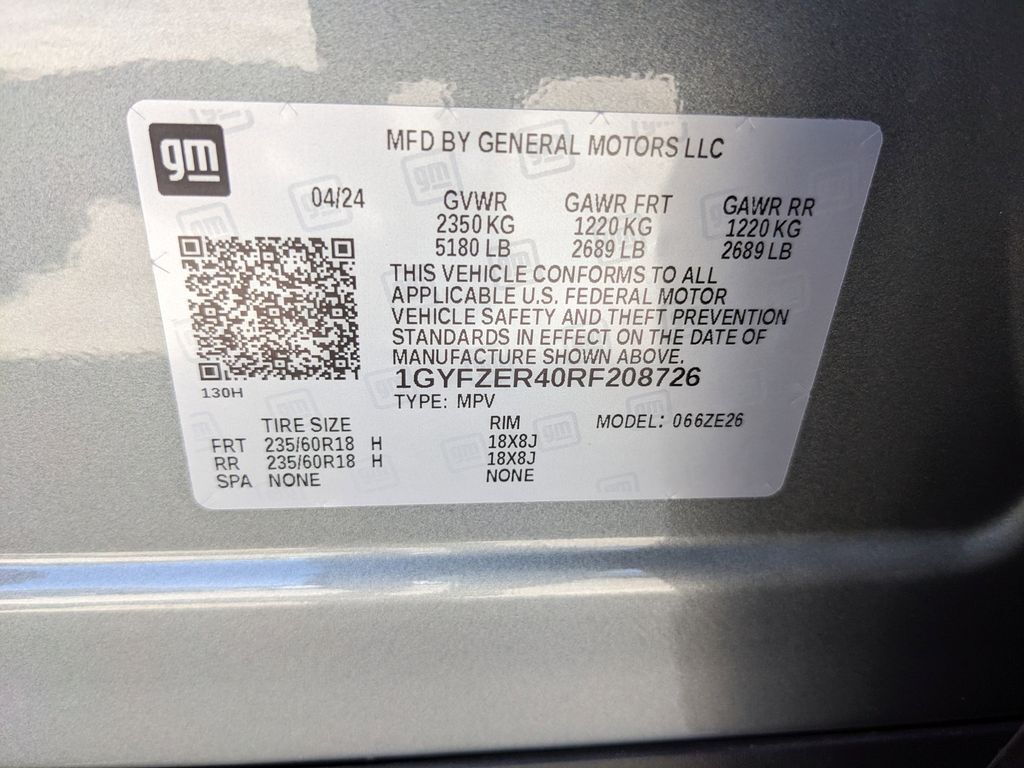 gm
MFD BY GENERAL MOTORS LLC
04/24 GVWR GAWR FRT GAWR RR
2350 KG 1220 KG 1220 KG
5180 LB 2689 LB 2689 LB
THIS VEHICLE CONFORMS TO ALL
APPLICABLE U.S. FEDERAL MOTOR
VEHICLE SAFETY AND THEFT PREVENTION
STANDARDS IN EFFECT ON THE DATE OF
MANUFACTURE SHOWN ABOVE.
1GYFZER40RF208726
130H
TYPE: MPV
TIRE SIZE RIM MODEL: 066ZE26
FRT 235/60R18 H 18X8J
RR 235/60R18 H 18X8J
SPA NONE NONE